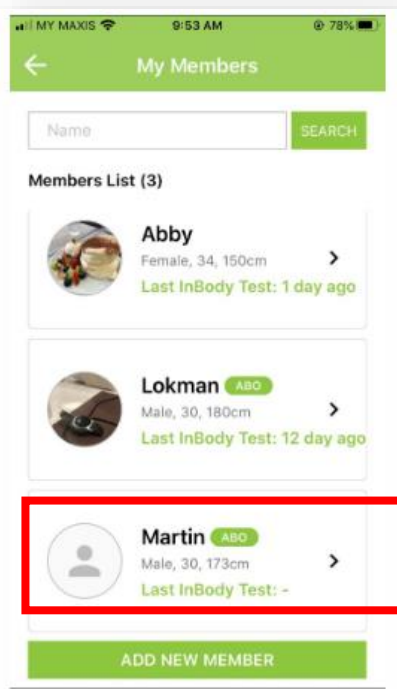 MY MAXIS 9:53 AM 78%
My Members
Name SEARCH
Members List (3)
Abby
Female, 34, 150cm
Last InBody Test: 1 day ago
Lokman ABO
Male, 30, 180cm
Last InBody Test: 12 day ago
Martin ABO
Male, 30, 173cm
Last InBody Test: -
ADD NEW MEMBER